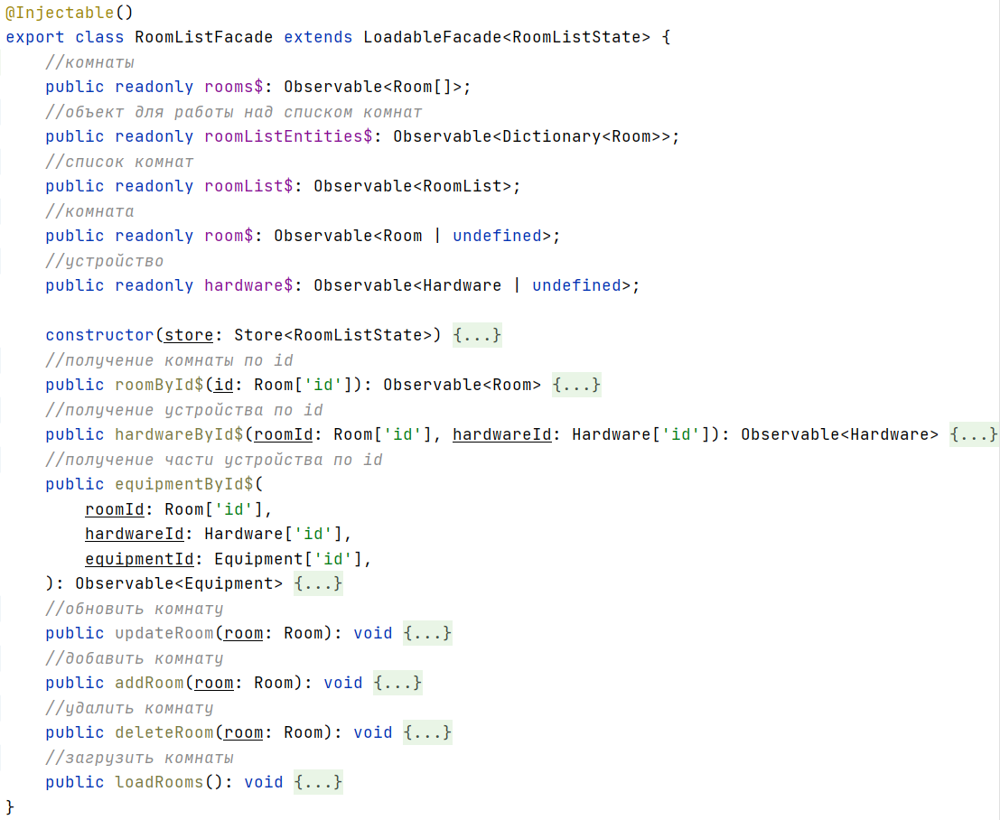 @Injectable()
export class RoomListFacade extends LoadableFacade<RoomListState> {
//комнаты
public readonly rooms$: Observable<Room[]>;
//объект для работы над списком комнат
public readonly roomListEntities$: Observable<Dictionary<Room>>;
//список комнат
public readonly roomList$: Observable<RoomList>;
//комната
public readonly room$: Observable<Room | undefined>;
//устройство
public readonly hardware$: Observable<Hardware | undefined>;
constructor(store: Store<RoomListState>) {...}
//получение комнаты по id
public roomById$(id: Room['id']): Observable<Room> {...}
//получение устройства по id
public hardwareById$(roomId: Room['id'], hardwareId: Hardware['id']): Observable<Hardware> {...}
//получение части устройства по id
public equipmentById$(
roomId: Room['id'],
hardwareId: Hardware['id'],
equipmentId: Equipment['id'],
): Observable<Equipment> {...}
//обновить комнату
public updateRoom(room: Room): void {...}
//добавить комнату
public addRoom(room: Room): void {...}
//удалить комнату
public deleteRoom(room: Room): void {...}
//загрузить комнаты
public loadRooms(): void {...}
}